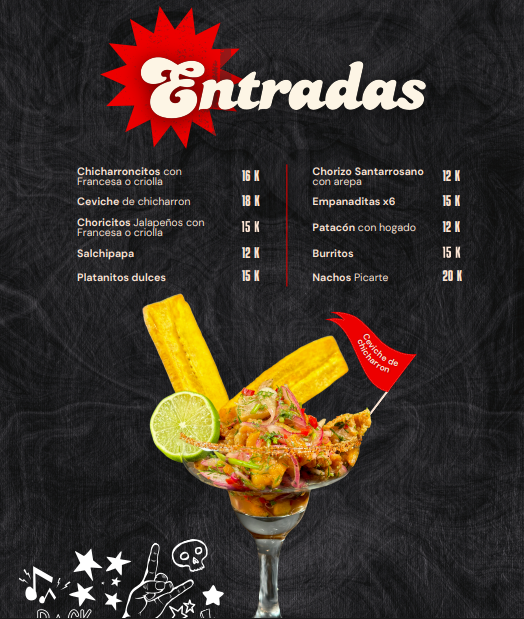 Entradas
Chicharroncitos con
Francesa o criolla
16 K
Ceviche de chicharron
18 K
Choricitos Jalapeños con
Francesa o criolla
15 K
Salchipapa
12 K
Platanitos dulces
15 K
Chorizo Santarrosano
con arepa
12 K
Empanaditas x6
15 K
Patacón con hogado
12 K
Burritos
15 K
Nachos Picarte
20 K
Ceviche de
chicharron